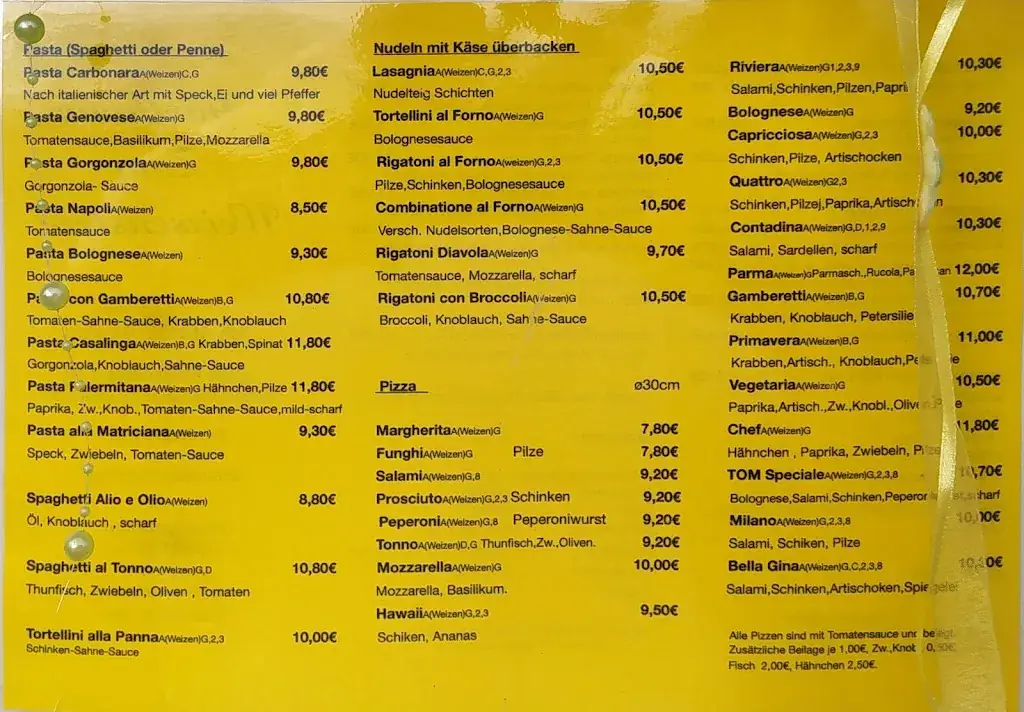 Pasta (Spaghetti oder Penne)
Pasta Carbonara A(Weizen)C,G 9,80€
Nach italienischer Art mit Speck,Ei und viel Pfeffer
Pasta Genovese A(Weizen)G 9,80€
Tomatensauce,Basilikum,Pilze,Mozzarella
Pasta Gorgonzola A(Weizen)G 9,80€
Gorgonzola- Sauce
Pasta Napoli A(Weizen) 8,50€
Tomatensauce
Pasta Bolognese A(Weizen) 9,30€
Bolognesesauce
con Gamberetti A(Weizen)B,G 10,80€
Tomaten-Sahne-Sauce, Krabben,Knoblauch
Pasta Casalinga A(Weizen)B,G Krabben,Spinat 11,80€
Gorgonzola,Knoblauch,Sahne-Sauce
Pasta Palermitana A(Weizen)G Hähnchen,Pilze 11,80€
Paprika, Zw.,Knob.,Tomaten-Sahne-Sauce,mild-scharf
Pasta alla Matriciana A(Weizen) 9,30€
Speck, Zwiebeln, Tomaten-Sauce
Spaghetti Alio e Olio A(Weizen) 8,80€
Öl, Knoblauch , scharf
Spaghetti al Tonno A(Weizen)G,D 10,80€
Thunfisch, Zwiebeln, Oliven , Tomaten
Tortellini alla Panna A(Weizen)G,2,3 10,00€
Schinken-Sahne-Sauce
Nudeln mit Käse überbacken
Lasagnia A(Weizen)C,G,2,3 10,50€
Nudelteig Schichten
Tortellini al Forno A(Weizen)G 10,50€
Bolognesesauce
Rigatoni al Forno A(weizen)G,2,3 10,50€
Pilze,Schinken,Bolognesesauce
Combinatione al Forno A(Weizen)G 10,50€
Versch. Nudelsorten,Bolognese-Sahne-Sauce
Rigatoni Diavola A(Weizen)G 9,70€
Tomatensauce, Mozzarella, scharf
Rigatoni con Broccoli A(Weizen)G 10,50€
Broccoli, Knoblauch, Sahne-Sauce
Pizza ø30cm
Margherita A(Weizen)G 7,80€
Funghi A(Weizen)G Pilze 7,80€
Salami A(Weizen)G,8 9,20€
Prosciuto A(Weizen)G,2,3 Schinken 9,20€
Peperoni A(Weizen)G,8 Peperoniwurst 9,20€
Tonno A(Weizen)D,G Thunfisch,Zw.,Oliven. 9,20€
Mozzarella A(Weizen)G 10,00€
Mozzarella, Basilikum.
Hawaii A(Weizen)G,2,3 9,50€
Schiken, Ananas
Riviera A(Weizen)G1,2,3,9 10,30€
Salami,Schinken,Pilzen,Papri
Bolognese A(Weizen)G 9,20€
Capricciosa A(Weizen)G,2,3 10,00€
Schinken,Pilze, Artischocken
Quattro A(Weizen)G2,3 10,30€
Schinken,Pilzej,Paprika,
Contadina A(Weizen)G,D,1,2,9 10,30€
Salami, Sardellen, scharf
Parma A(Weizen)G Parmasch.,Rucola, 12,00€
Gamberetti A(Weizen)B,G 10,70€
Krabben, Knoblauch, Petersilie
Primavera A(Weizen)B,G 11,00€
Krabben,Artisch., Knoblauch,
Vegetaria A(Weizen)G 10,50€
Paprika,Artisch.,Zw.,Knobl.,
Chef A(Weizen)G 11,80€
Hähnchen , Paprika, Zwiebeln,
TOM Speciale A(Weizen)G,2,3,8
Bolognese,Salami,Schinken, scharf
Milano A(Weizen)G,2,3,8
Salami, Schiken, Pilze
Bella Gina A(Weizen)G,C,2,3,8
Salami,Schinken,Artischoken,
Alle Pizzen sind mit Tomatensauce und belegt.
Zusätzliche Beilage je 1,00€, Zw.,Knob 0,50€
Fisch 2,00€, Hähnchen 2,50€.